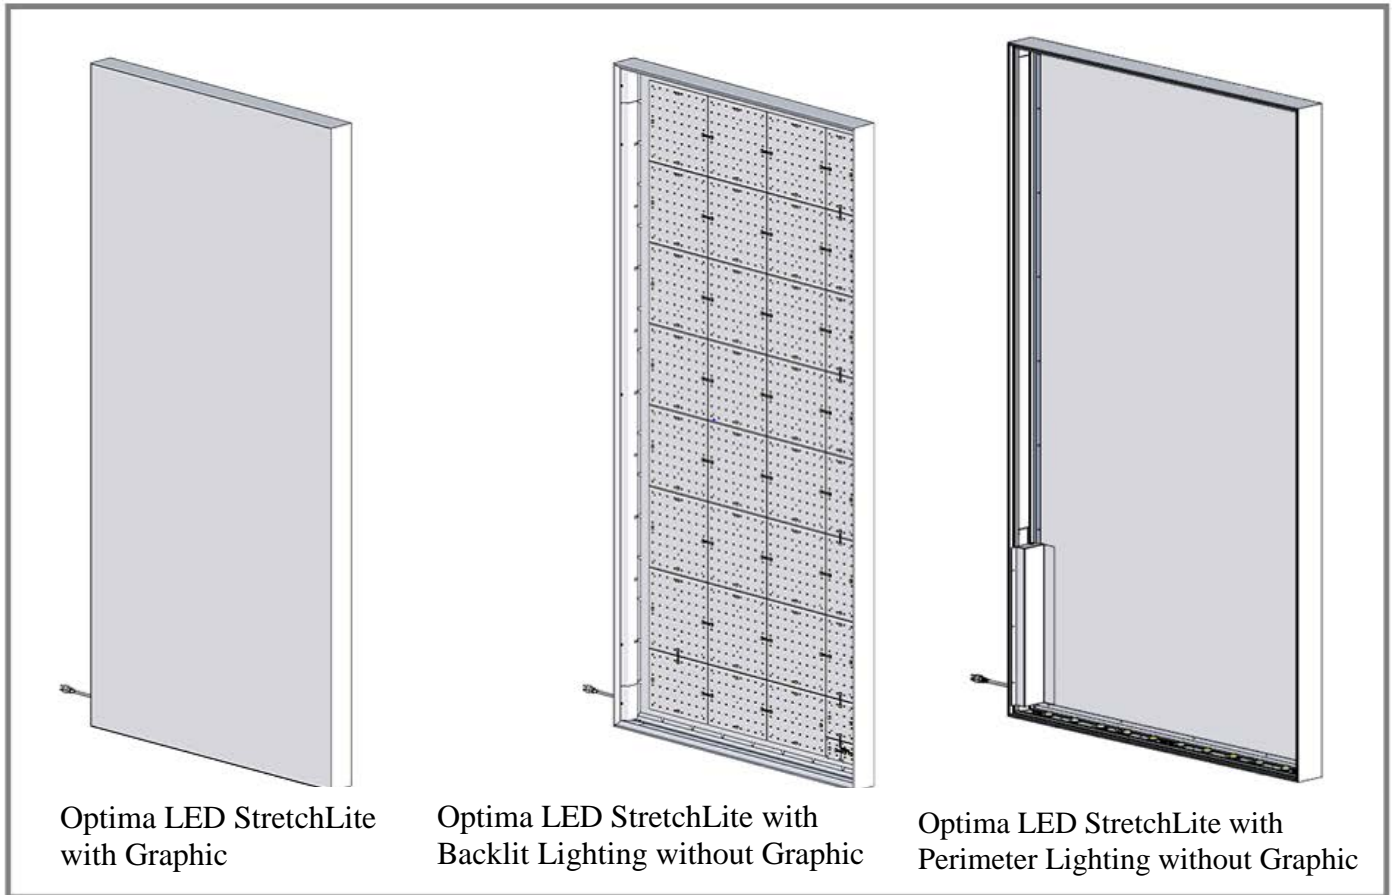 Optima LED StretchLite
with Graphic
Optima LED StretchLite with
Backlit Lighting without Graphic
Optima LED StretchLite with
Perimeter Lighting without Graphic